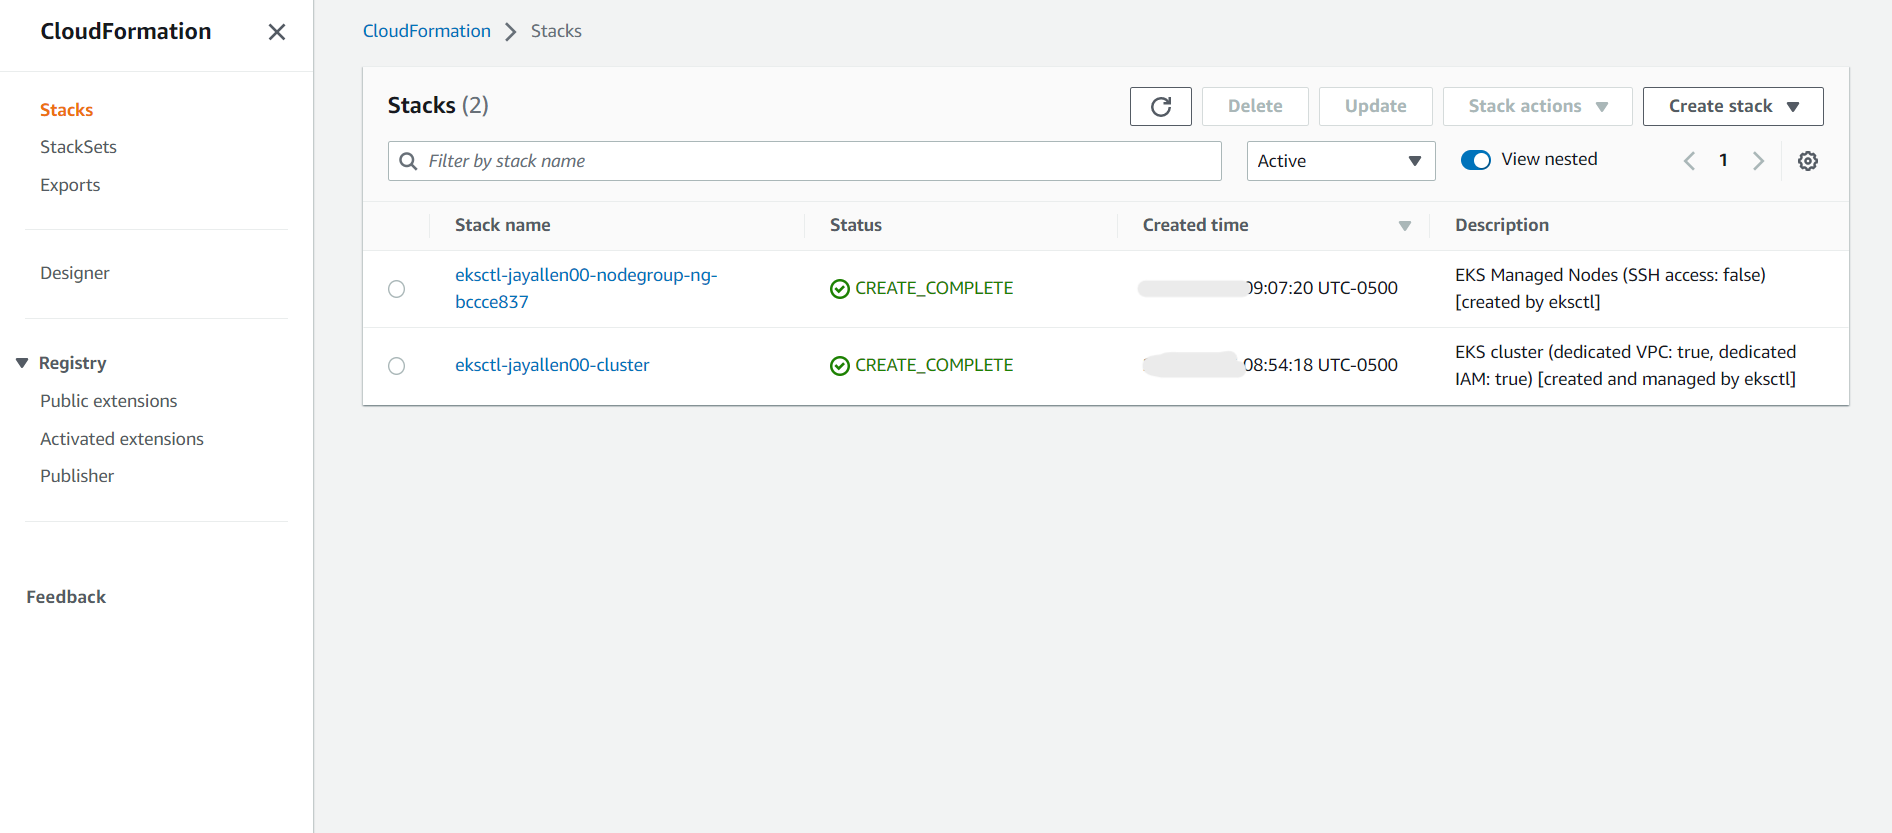 CloudFormation
Stacks
StackSets
Exports
Designer
Registry
Public extensions
Activated extensions
Publisher
Feedback
CloudFormation Stacks
Stacks (2)
Delete Update Stack actions Create stack
Filter by stack name Active View nested 1
Stack name Status Created time Description
eksctl-jayallen00-nodegroup-ng-
bccce837
CREATE_COMPLETE
09:07:20 UTC-0500
EKS Managed Nodes (SSH access: false)
[created by eksctl]
eksctl-jayallen00-cluster
CREATE_COMPLETE
08:54:18 UTC-0500
EKS cluster (dedicated VPC: true, dedicated
IAM: true) [created and managed by eksctl]